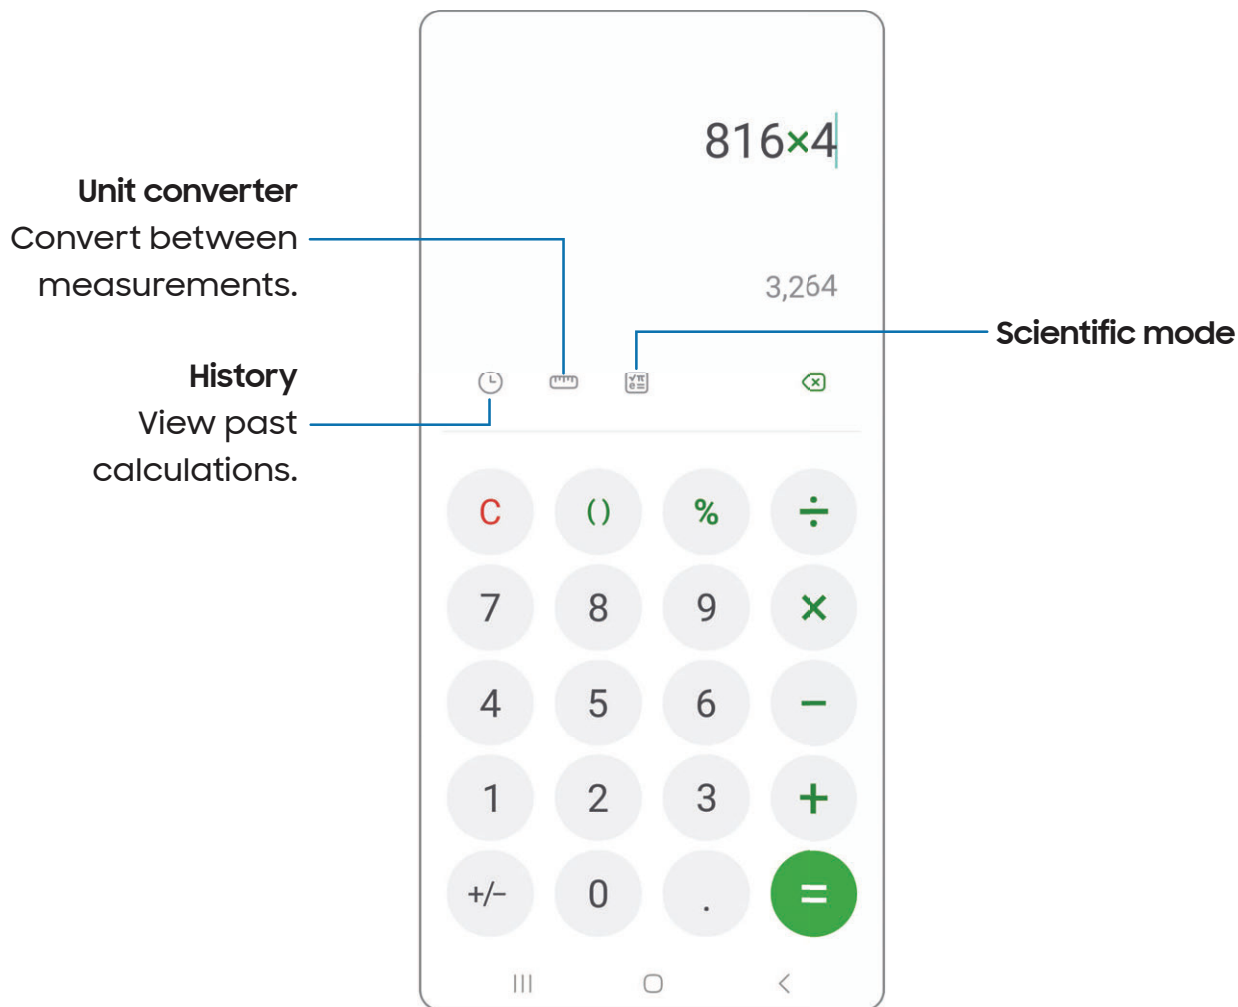 816×4
Unit converter
Convert between
measurements.
3,264
Scientific mode
History
View past
calculations.
√π
e=
C () % ÷
7 8 9 ×
4 5 6 −
1 2 3 +
+/− 0 . =